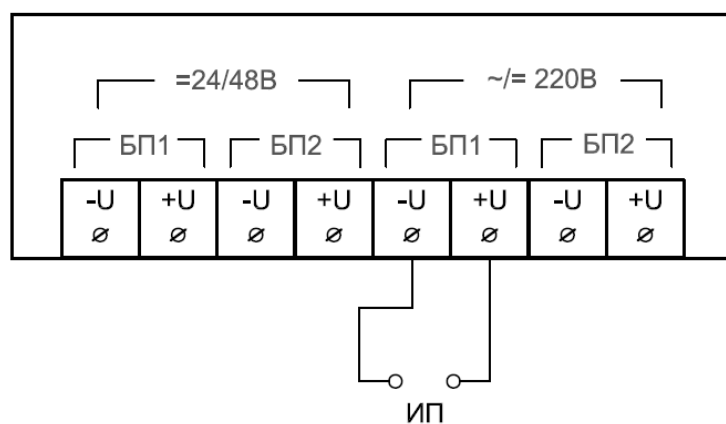 =24/48В ~/= 220В
БП1 БП2 БП1 БП2
-U +U -U +U -U +U -U +U
⌀ ⌀ ⌀ ⌀ ⌀ ⌀ ⌀ ⌀
ИП